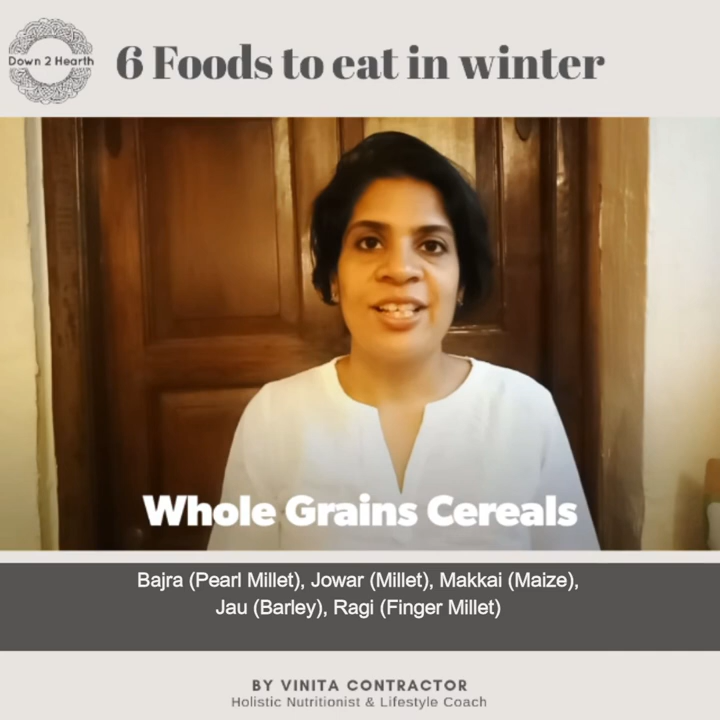 Down 2 Hearth
6 Foods to eat in winter
Whole Grains Cereals
Bajra (Pearl Millet), Jowar (Millet), Makkai (Maize),
Jau (Barley), Ragi (Finger Millet)
BY VINITA CONTRACTOR
Holistic Nutritionist & Lifestyle Coach